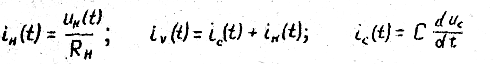 i_н(t) = u_н(t)/R_н; i_v(t) = i_c(t) + i_н(t); i_c(t) = C du_c/dt